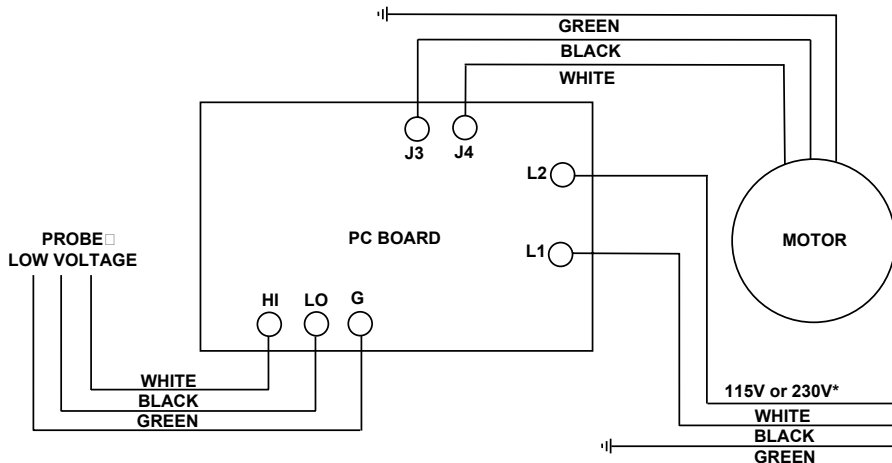 GREEN
BLACK
WHITE
J3 J4
L2
PC BOARD
MOTOR
PROBE□
LOW VOLTAGE
L1
HI LO G
WHITE
BLACK
GREEN
115V or 230V*
WHITE
BLACK
GREEN